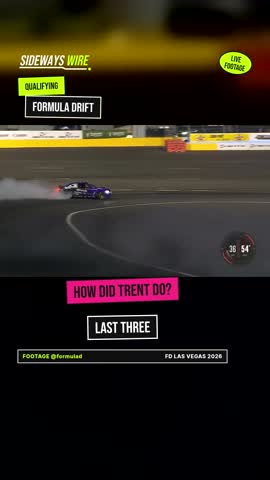 SIDEWAYS WIRE.
LIVE
FOOTAGE
QUALIFYING
FORMULA DRIFT
36 54°
HOW DID TRENT DO?
LAST THREE
FOOTAGE @formulad
FD LAS VEGAS 2026